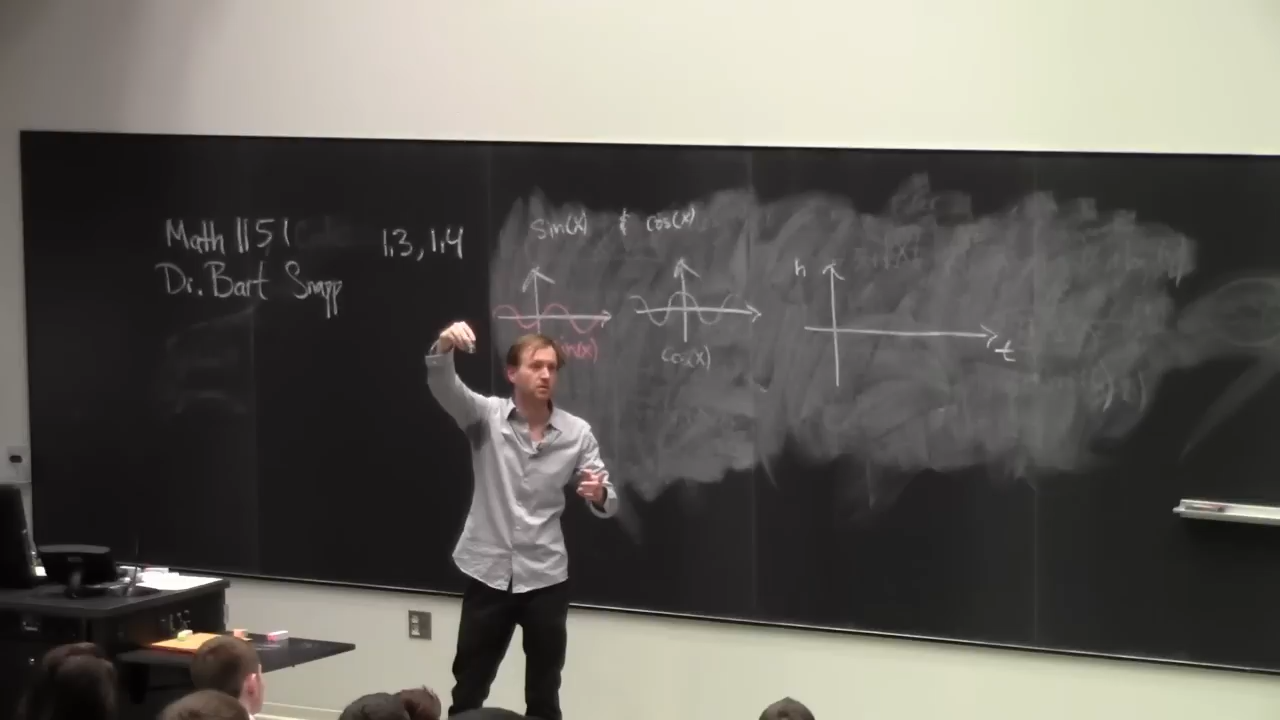 Math 1151
Dr. Bart Snapp
1.3, 1.4
Sin(x) & cos(x)
sin(x)
cos(x)
h
t